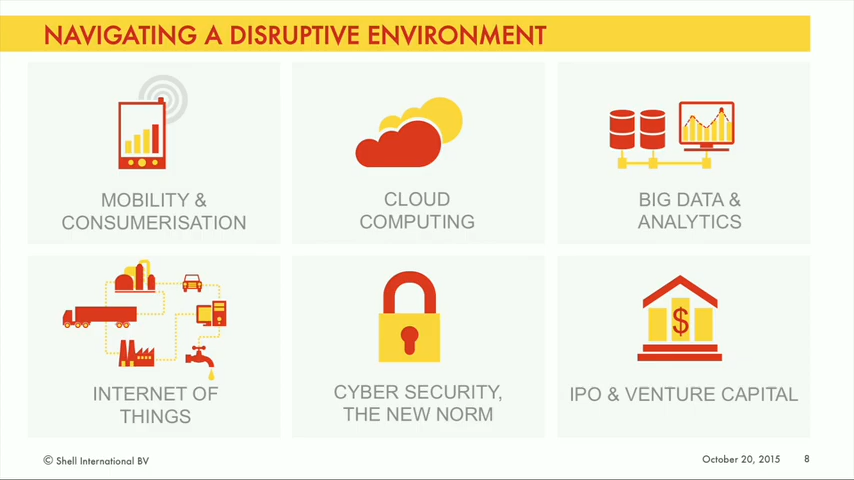 NAVIGATING A DISRUPTIVE ENVIRONMENT
MOBILITY &
CONSUMERISATION
CLOUD
COMPUTING
BIG DATA &
ANALYTICS
INTERNET OF
THINGS
CYBER SECURITY,
THE NEW NORM
$
IPO & VENTURE CAPITAL
© Shell International BV
October 20, 2015
8